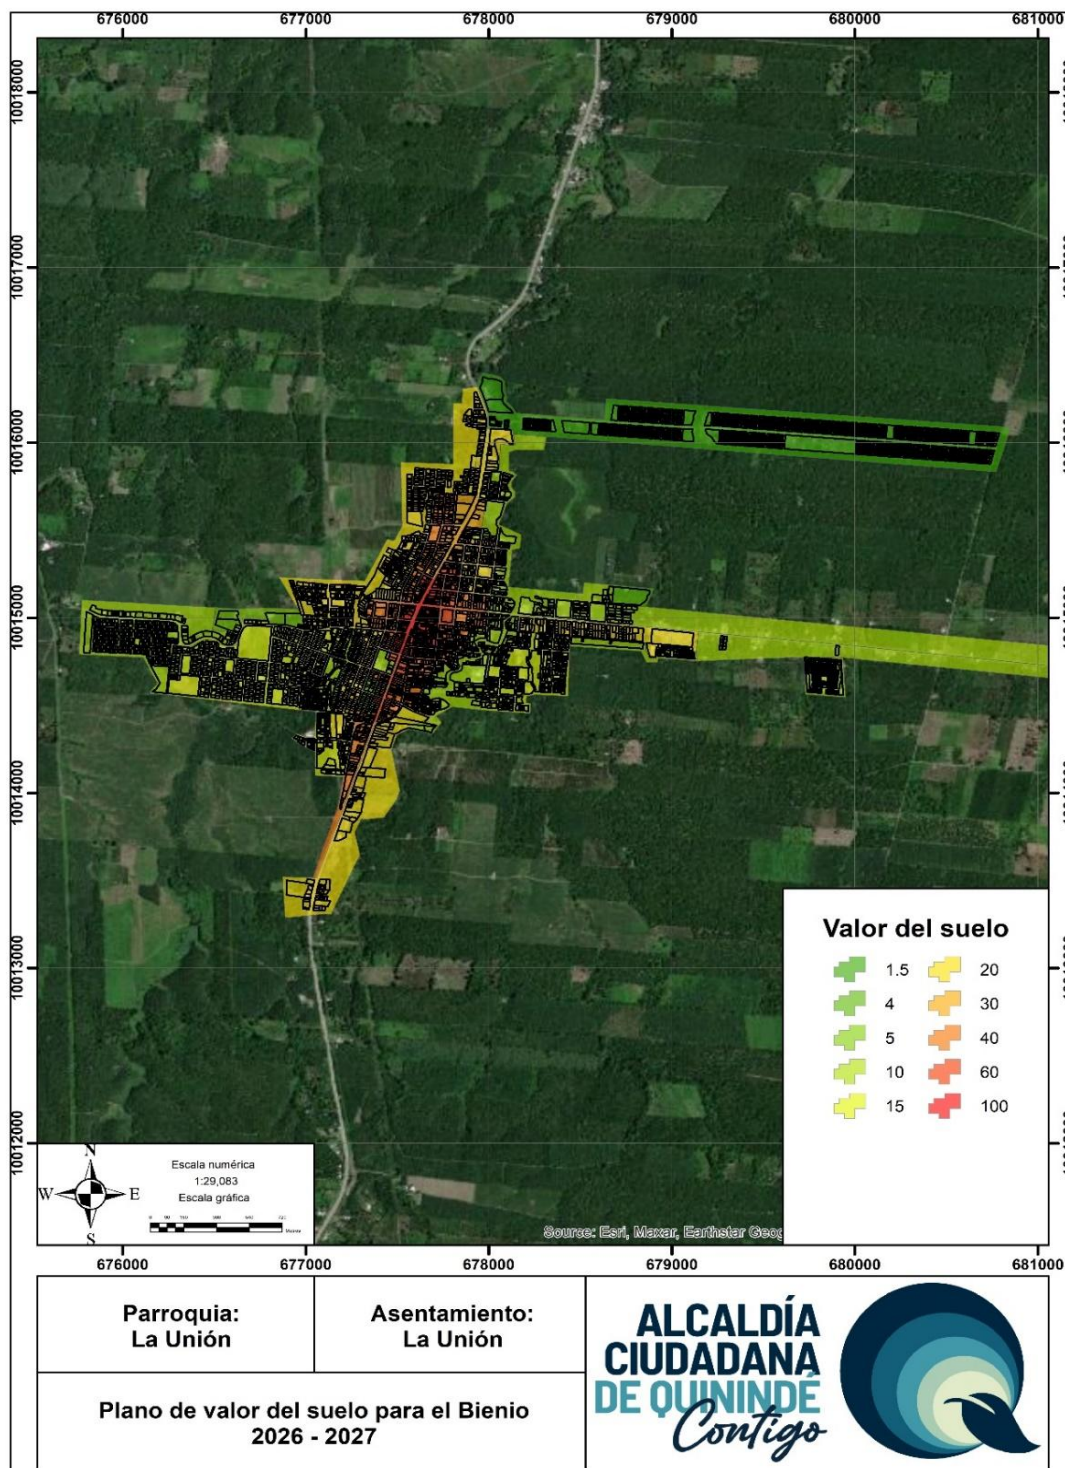 676000 677000 678000 679000 680000 681000
10018000
10017000
10016000
10015000
10014000
10013000
10012000
Valor del suelo
1.5 20
4 30
5 40
10 60
15 100
N
W E
S
Escala numérica
1:29,083
Escala gráfica
Source: Esri, Maxar, Earthstar Geog
676000 677000 678000 679000 680000 681000
Parroquia:
La Unión
Asentamiento:
La Unión
Plano de valor del suelo para el Bienio
2026 - 2027
ALCALDÍA
CIUDADANA
DE QUININDÉ
Contigo